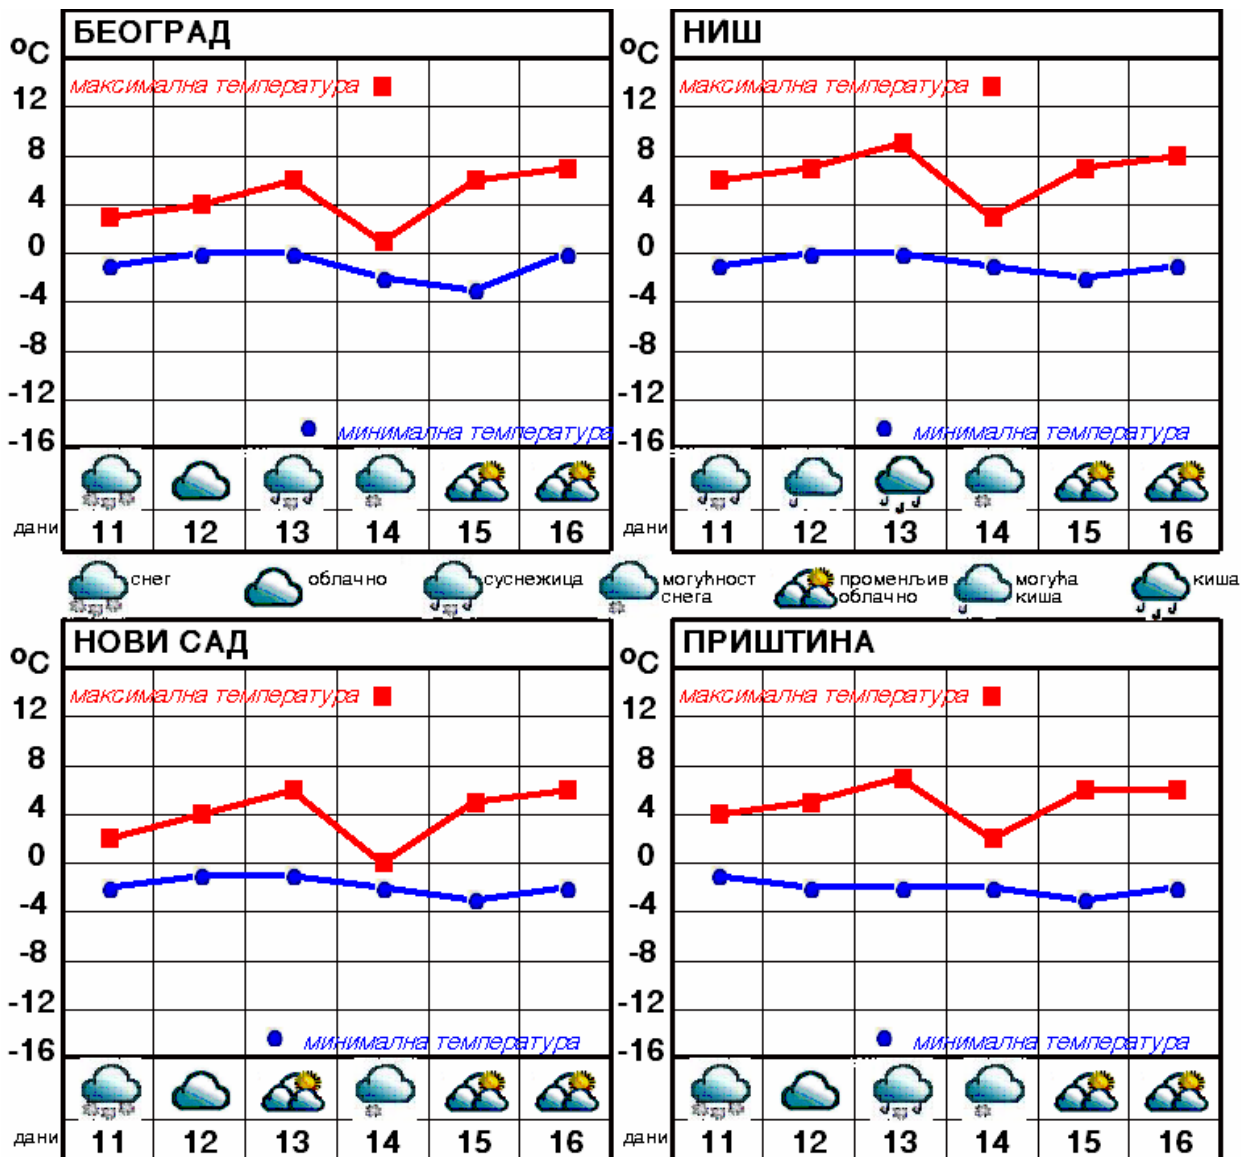 БЕОГРАД
°C
максимална температура
12
8
4
0
-4
-8
-12
-16
минимална температура
дани 11 12 13 14 15 16
НИШ
°C
максимална температура
12
8
4
0
-4
-8
-12
-16
минимална температура
дани 11 12 13 14 15 16
снег
облачно
суснежица
могућност
снега
променљив
облачно
могућа
киша
киша
НОВИ САД
°C
максимална температура
12
8
4
0
-4
-8
-12
-16
минимална температура
дани 11 12 13 14 15 16
ПРИШТИНА
°C
максимална температура
12
8
4
0
-4
-8
-12
-16
минимална температура
дани 11 12 13 14 15 16